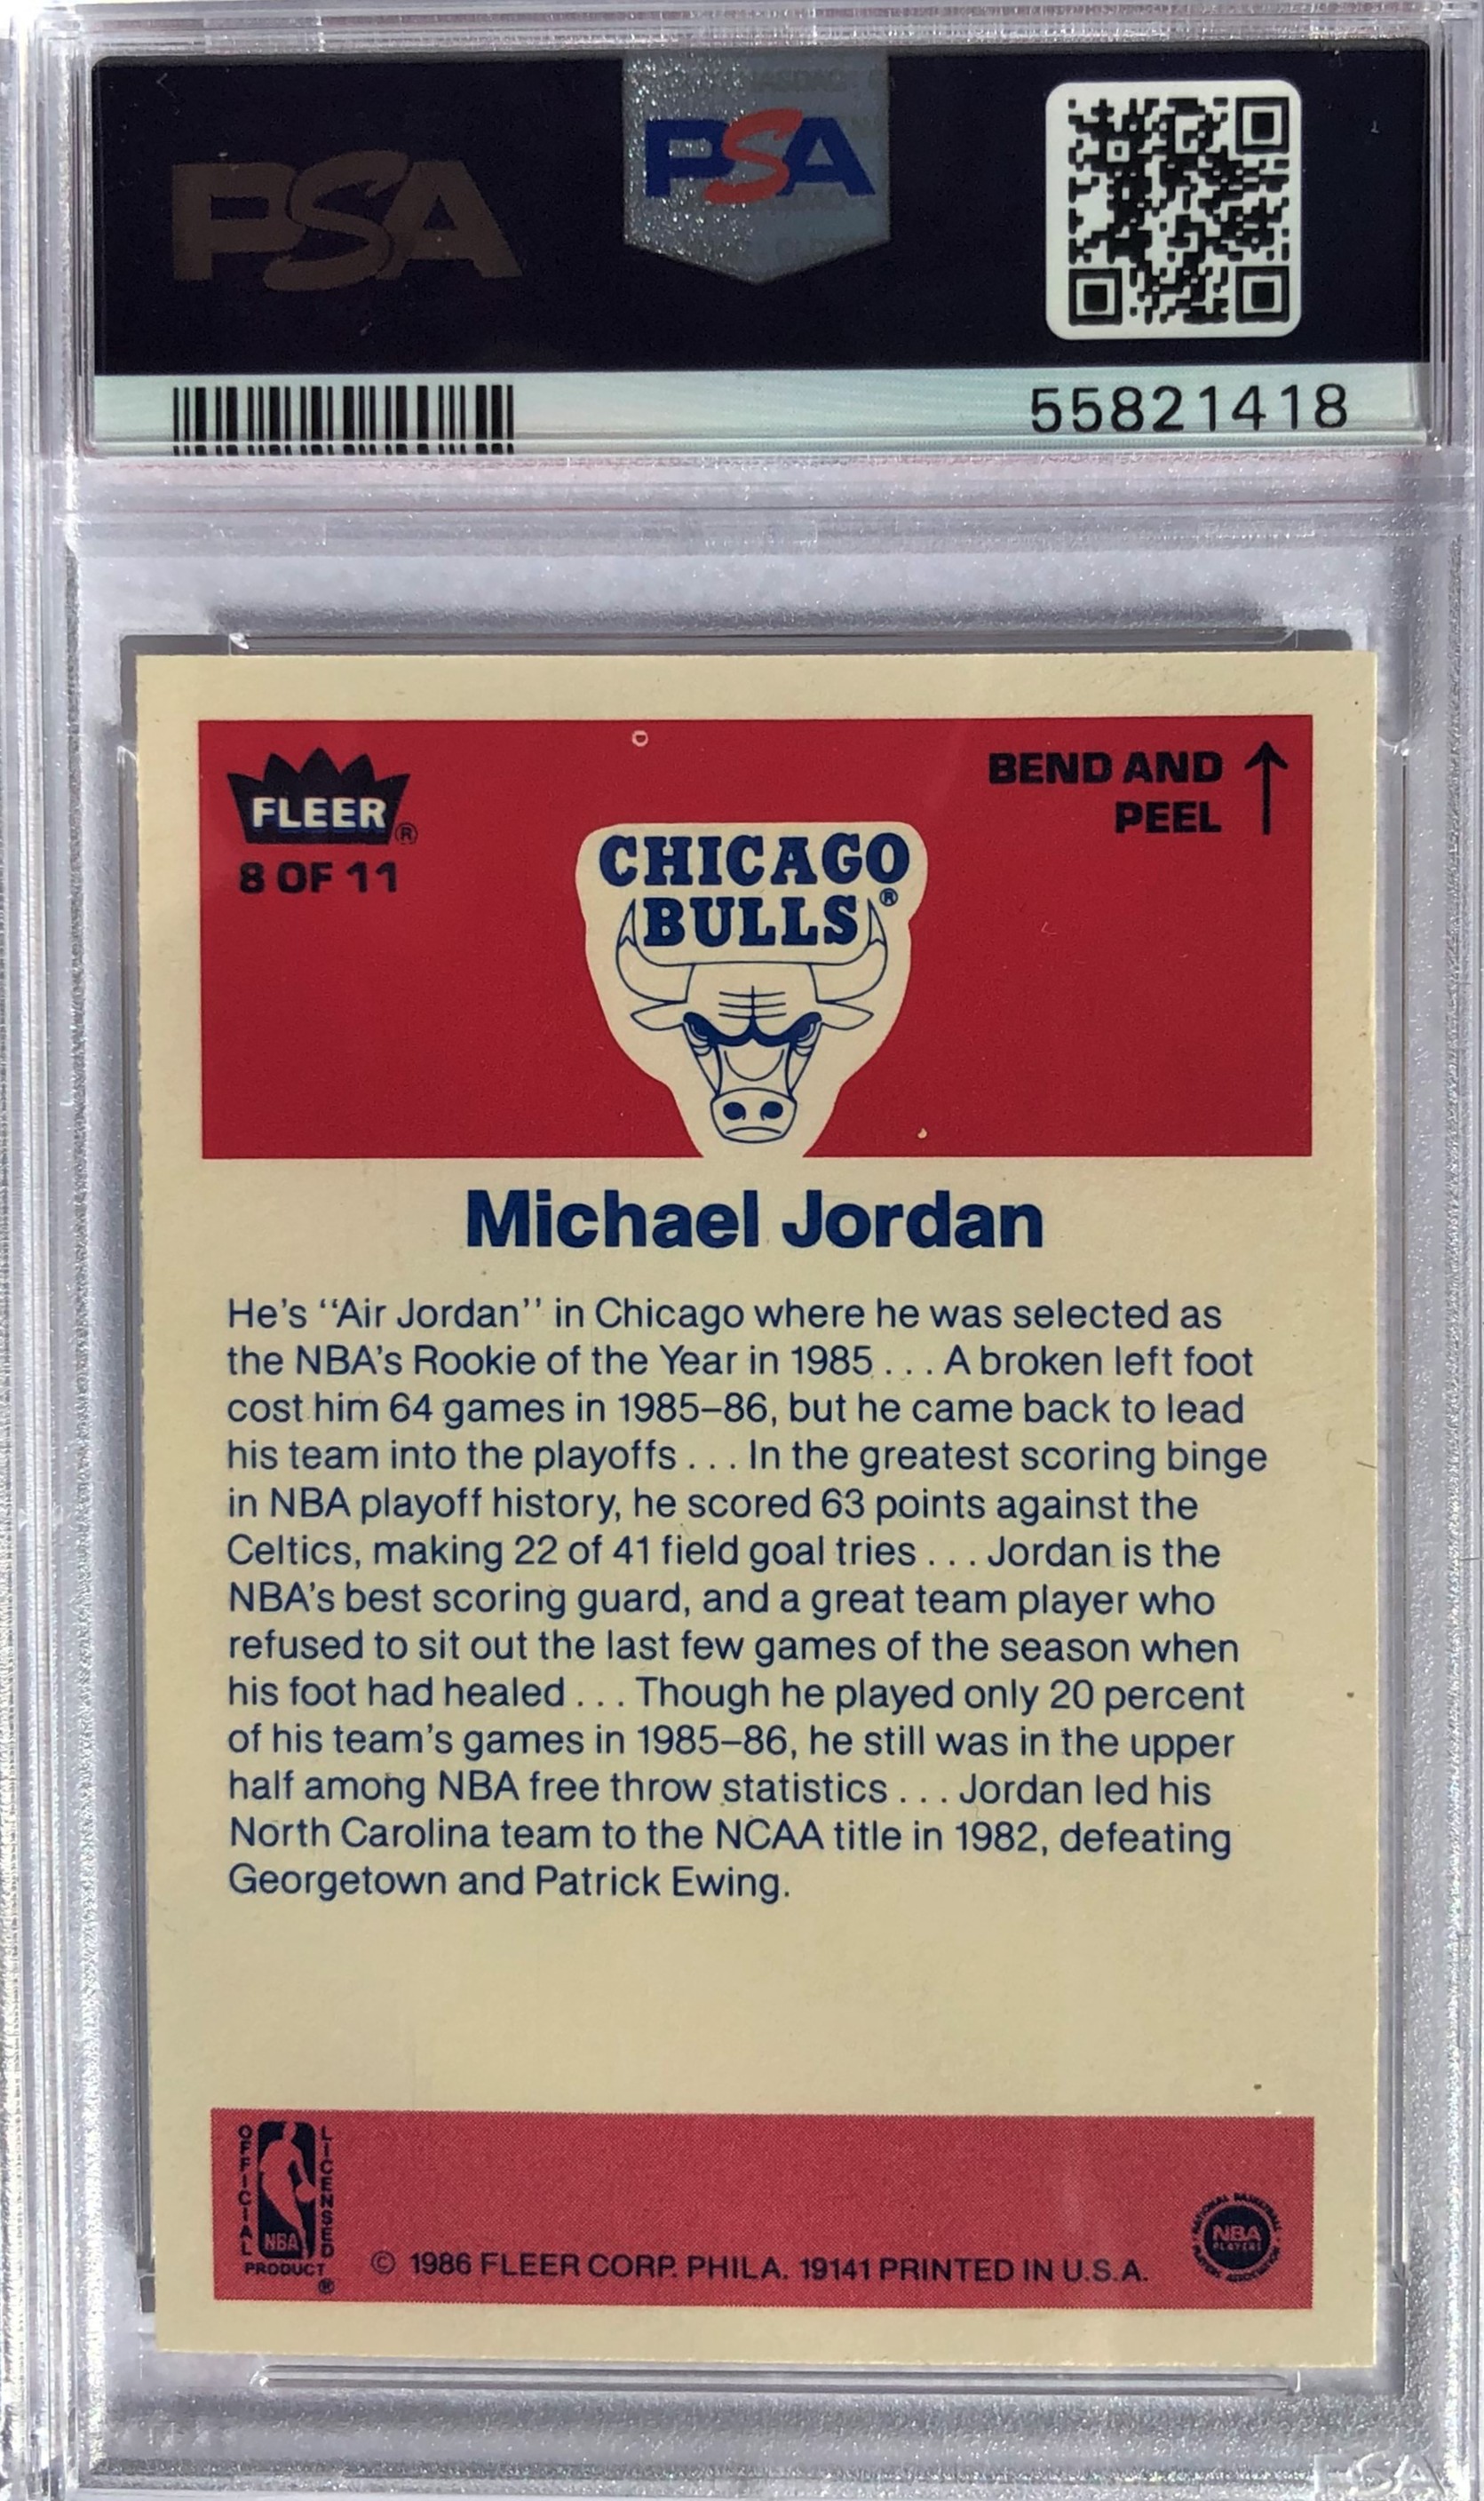 PSA
PSA
55821418
FLEER®
8 OF 11
BEND AND
PEEL
CHICAGO
BULLS®
Michael Jordan
He's ‘‘Air Jordan’’ in Chicago where he was selected as
the NBA's Rookie of the Year in 1985 . . . A broken left foot
cost him 64 games in 1985–86, but he came back to lead
his team into the playoffs . . . In the greatest scoring binge
in NBA playoff history, he scored 63 points against the
Celtics, making 22 of 41 field goal tries . . . Jordan is the
NBA's best scoring guard, and a great team player who
refused to sit out the last few games of the season when
his foot had healed . . . Though he played only 20 percent
of his team's games in 1985–86, he still was in the upper
half among NBA free throw statistics . . . Jordan led his
North Carolina team to the NCAA title in 1982, defeating
Georgetown and Patrick Ewing.
OFFICIAL
LICENSED
NBA
PRODUCT
®
© 1986 FLEER CORP. PHILA. 19141 PRINTED IN U.S.A.
NATIONAL BASKETBALL
NBA
PLAYERS
PLAYERS ASSOCIATION
PSA